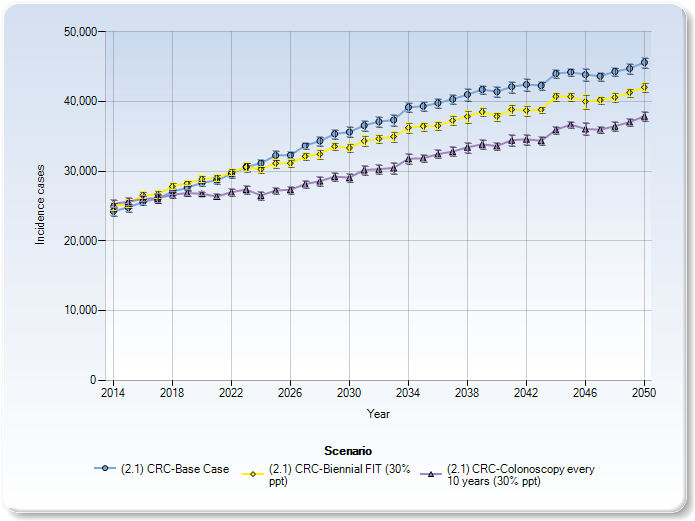 50,000
40,000
30,000
20,000
10,000
0
Incidence cases
2014 2018 2022 2026 2030 2034 2038 2042 2046 2050
Year
Scenario
(2.1) CRC-Base Case
(2.1) CRC-Biennial FIT (30%
ppt)
(2.1) CRC-Colonoscopy every
10 years (30% ppt)